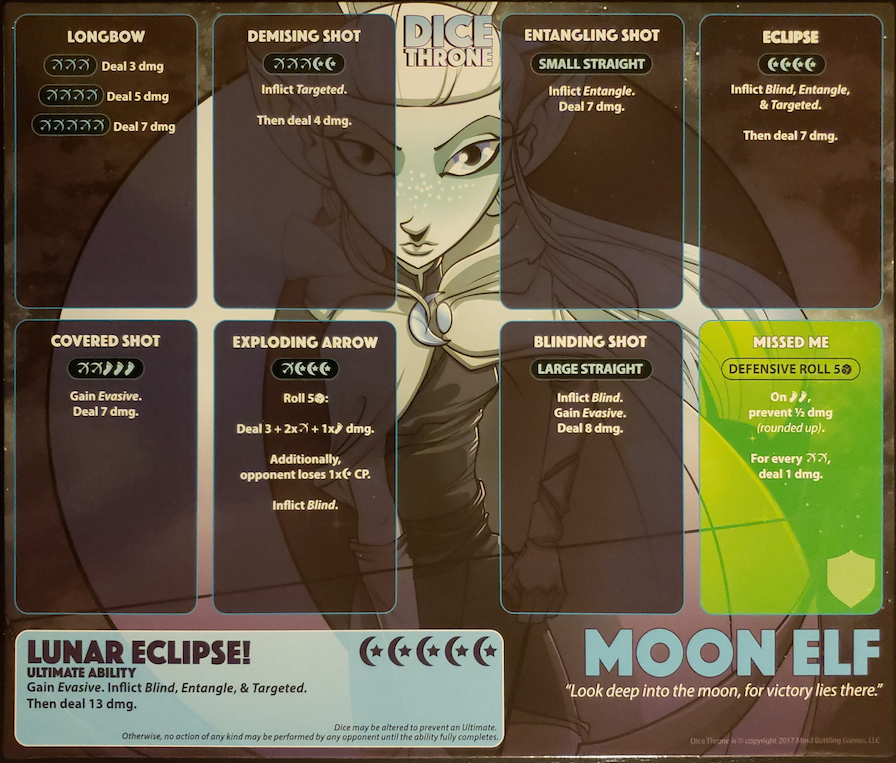 DICE
THRONE
LONGBOW
Deal 3 dmg
Deal 5 dmg
Deal 7 dmg
DEMISING SHOT
Inflict Targeted.
Then deal 4 dmg.
ENTANGLING SHOT
SMALL STRAIGHT
Inflict Entangle.
Deal 7 dmg.
ECLIPSE
Inflict Blind, Entangle,
& Targeted.
Then deal 7 dmg.
COVERED SHOT
Gain Evasive.
Deal 7 dmg.
EXPLODING ARROW
Roll 5:
Deal 3 + 2x + 1x dmg.
Additionally,
opponent loses 1x CP.
Inflict Blind.
BLINDING SHOT
LARGE STRAIGHT
Inflict Blind.
Gain Evasive.
Deal 8 dmg.
MISSED ME
DEFENSIVE ROLL 5
On ,
prevent ½ dmg
(rounded up).
For every ,
deal 1 dmg.
LUNAR ECLIPSE!
ULTIMATE ABILITY
Gain Evasive. Inflict Blind, Entangle, & Targeted.
Then deal 13 dmg.
Dice may be altered to prevent an Ultimate.
Otherwise, no action of any kind may be performed by any opponent until the ability fully completes.
MOON ELF
"Look deep into the moon, for victory lies there."
Dice Throne is © copyright 2017 Mind Bottling Games, LLC